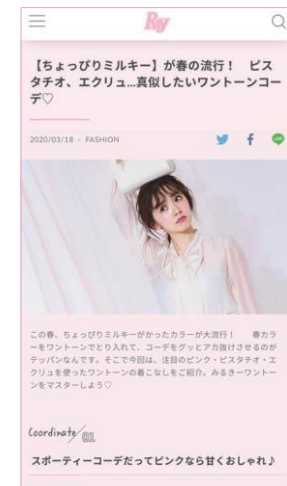 Ray
【ちょっぴりミルキー】が春の流行！ ピス
タチオ、エクリュ...真似したいワントーンコー
デ♡
2020/03/18 - FASHION
この春、ちょっぴりミルキーがかったカラーが大流行！ 春カラ
ーをワントーンでとり入れて、コーデをグッとアカ抜けさせるのが
テッパンなんです。そこで今回は、注目のピンク・ピスタチオ・エ
クリュを使ったワントーンの着こなしをご紹介。みるきーワントー
ンをマスターしよう♡
Coordinate 01
スポーティーコーデだってピンクなら甘くおしゃれ♪